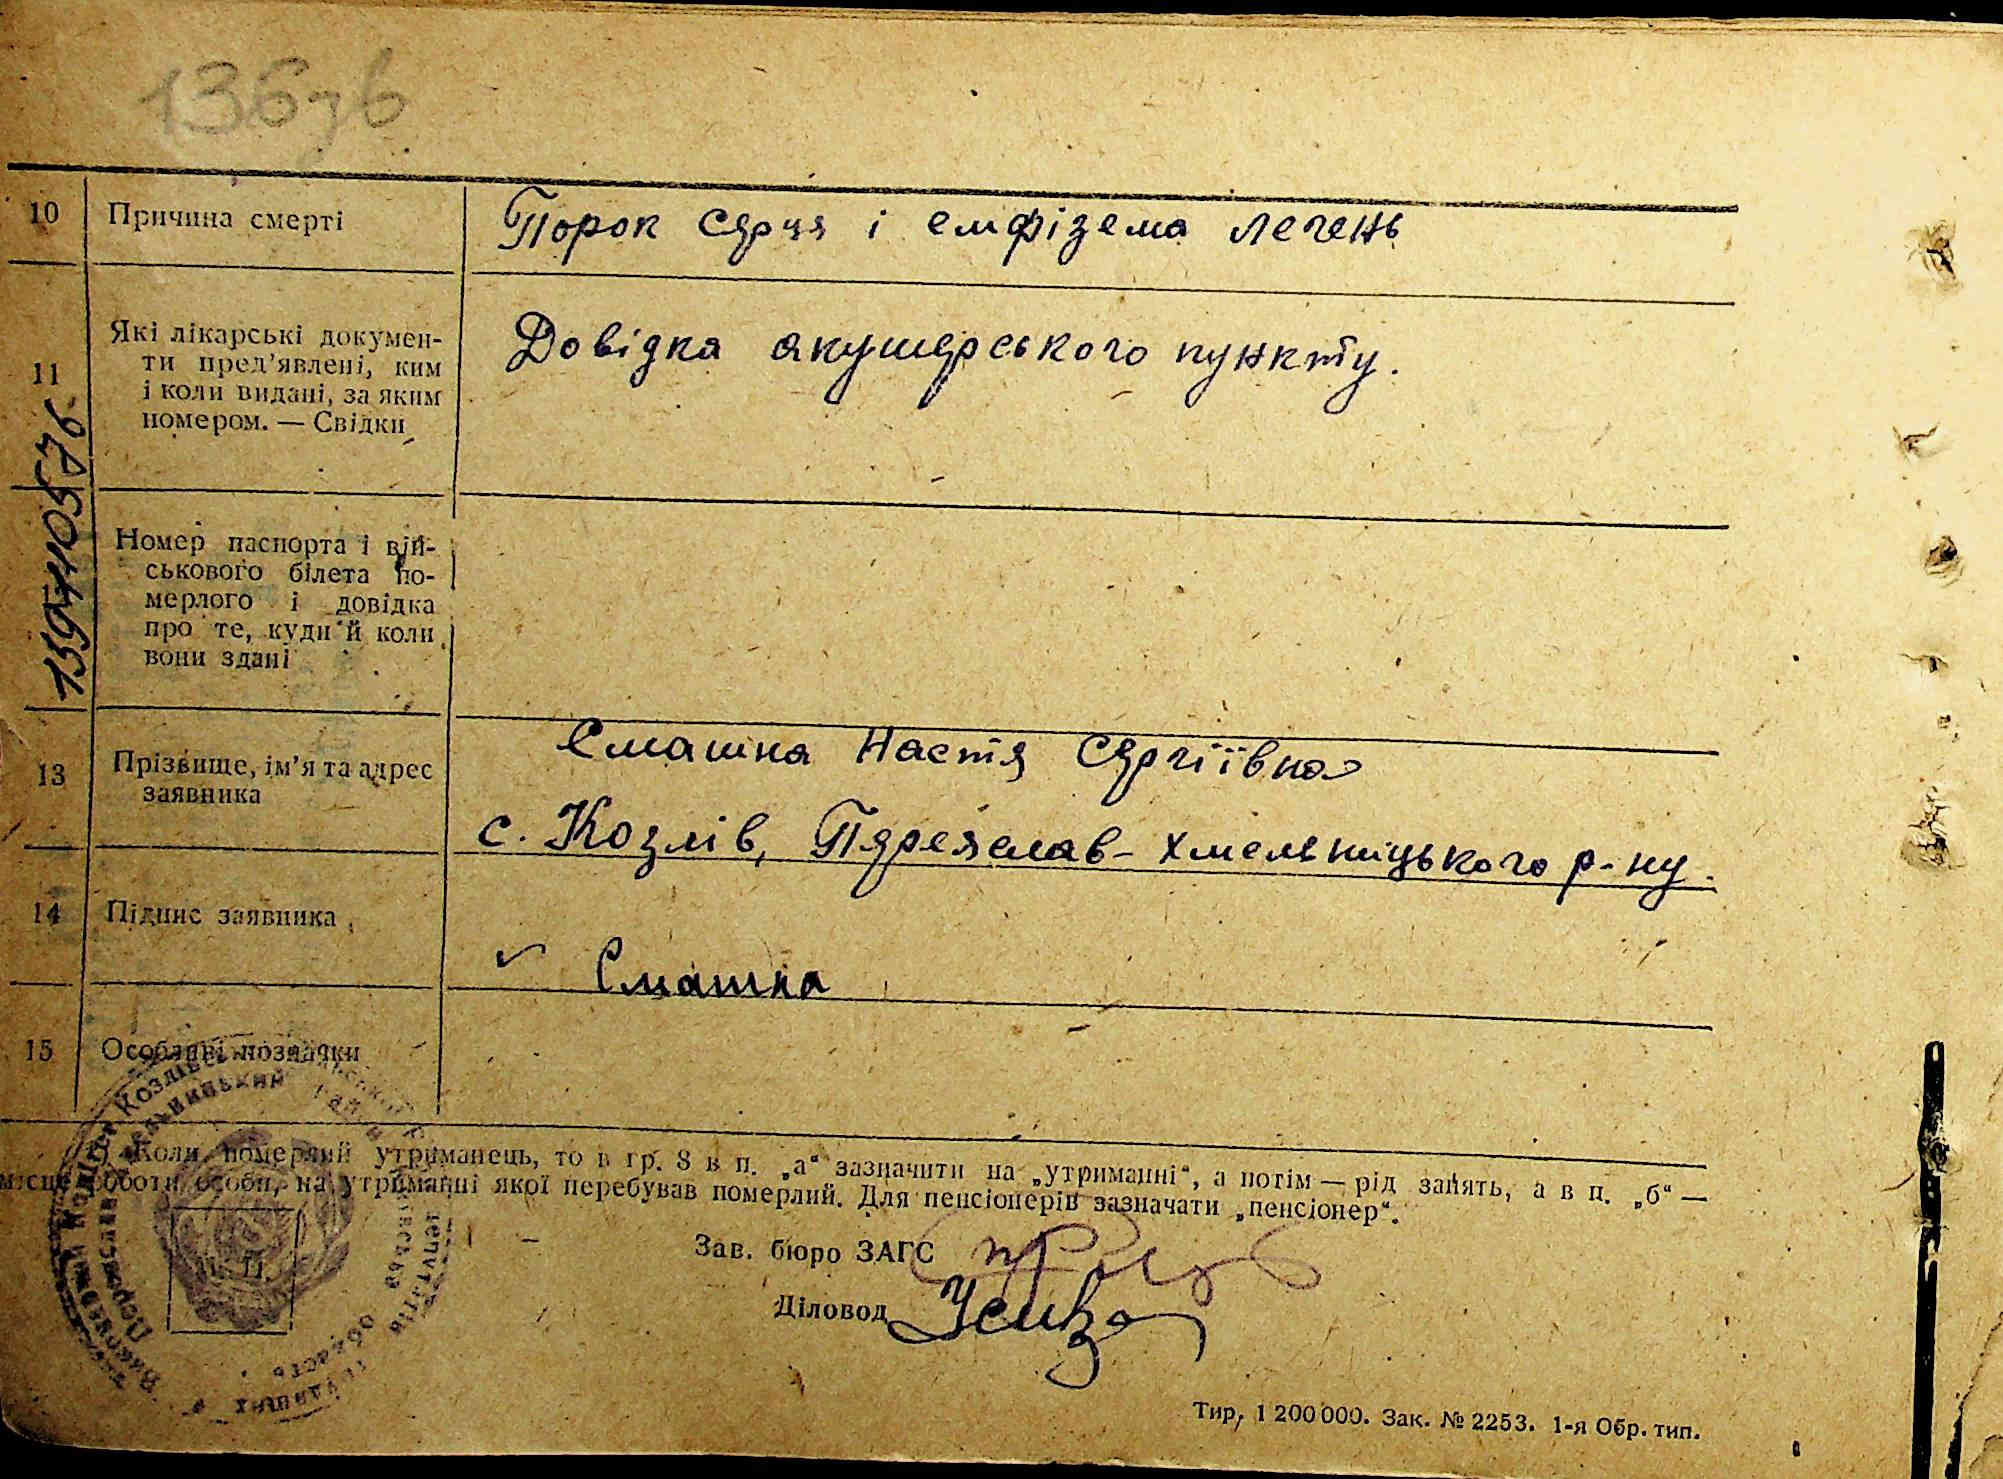 136зв
10 Причина смерті Порок серця і емфізема легень
11 Які лікарські докумен-
ти пред'явлені, ким
і коли видані, за яким
номером. — Свідки
Довідка акушерського пункту.
Номер паспорта і вій-
ськового білета по-
мерлого і довідка
про те, куди й коли
вони здані
13 Прізвище, ім'я та адрес
заявника
Смашна Настя Сергіївна
с. Козлів, Переяслав-Хмельницького р-ну.
14 Підпис заявника
Смашна
15 Особливі позначки
Коли померлий утриманець, то в гр. 8 в п. „а“ зазначити на „утриманні“, а потім — рід занять, а в п. „б“ —
місце роботи особи, на утриманні якої перебував померлий. Для пенсіонерів зазначати „пенсіонер“.
Зав. бюро ЗАГС
Діловод
Тир. 1 200 000. Зак. № 2253. 1-я Обр. тип.